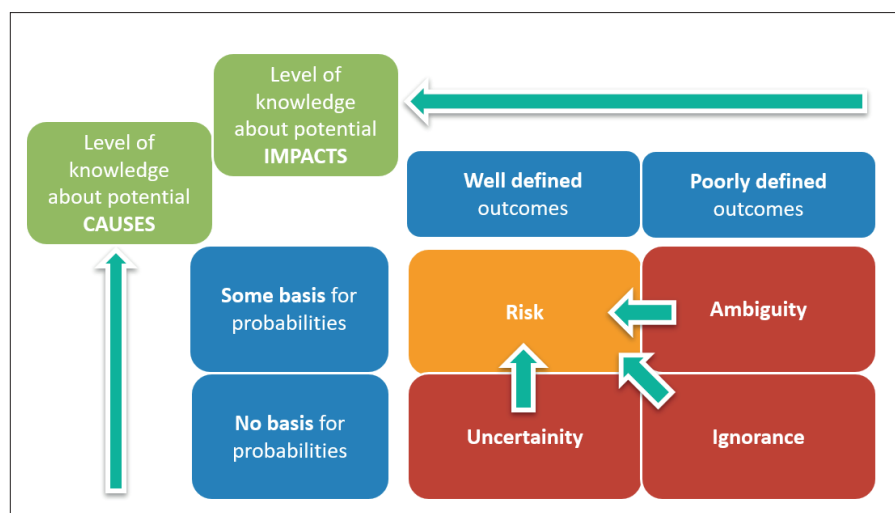 Level of
knowledge
about potential
IMPACTS
Level of
knowledge
about potential
CAUSES
Well defined
outcomes
Poorly defined
outcomes
Some basis for
probabilities
Risk
Ambiguity
No basis for
probabilities
Uncertainity
Ignorance